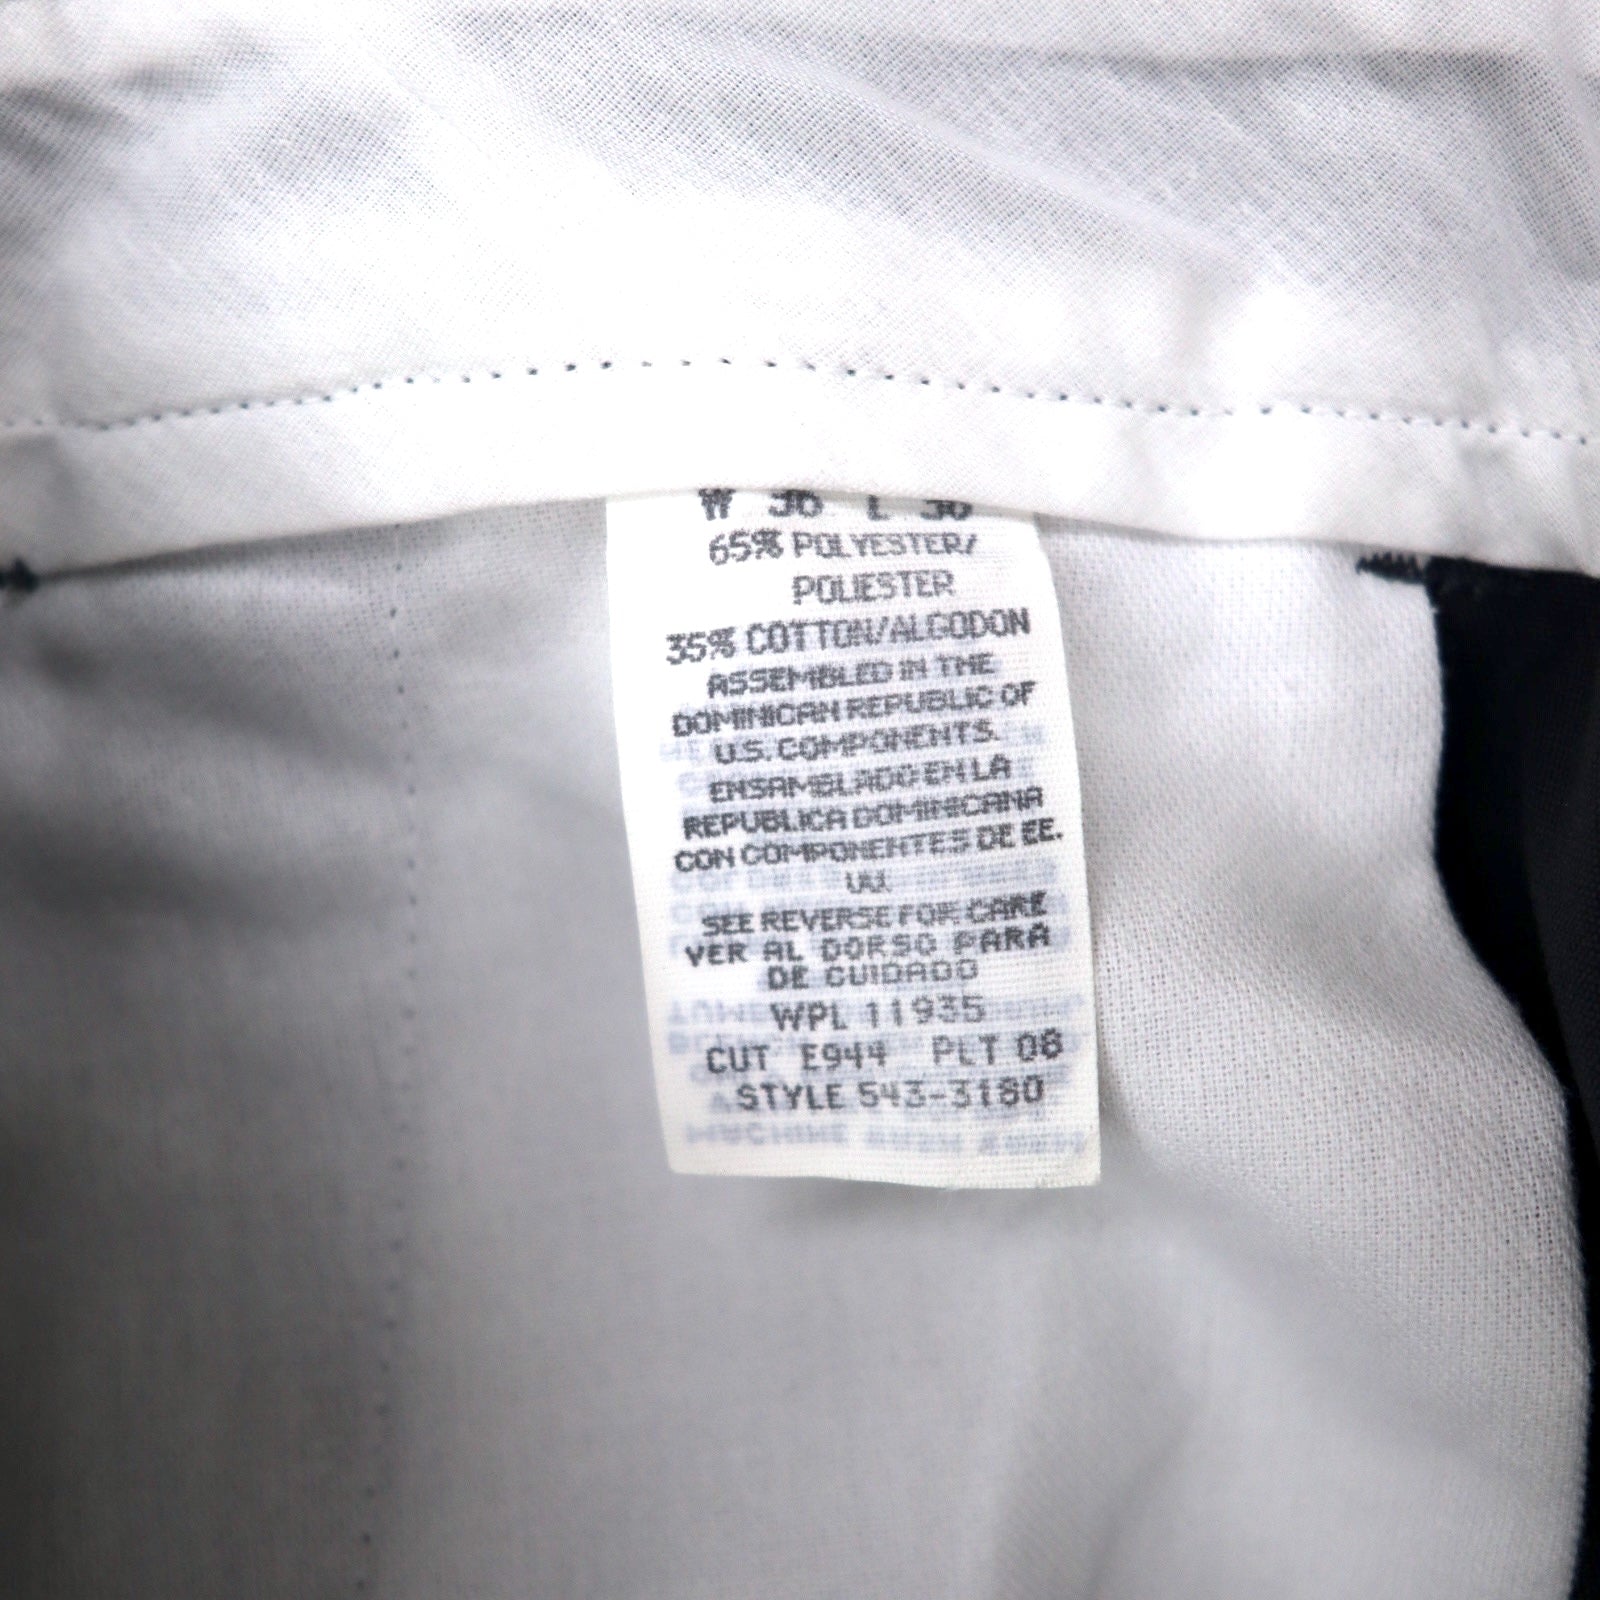 W 36 L 30
65% POLYESTER/
POLIESTER
35% COTTON/ALGODON
ASSEMBLED IN THE
DOMINICAN REPUBLIC OF
U.S. COMPONENTS.
ENSAMBLADO EN LA
REPUBLICA DOMINICANA
CON COMPONENTES DE EE.
UU.
SEE REVERSE FOR CARE
VER AL DORSO PARA
DE CUIDADO
WPL 11935
CUT E944 PLT 08
STYLE 543-3180